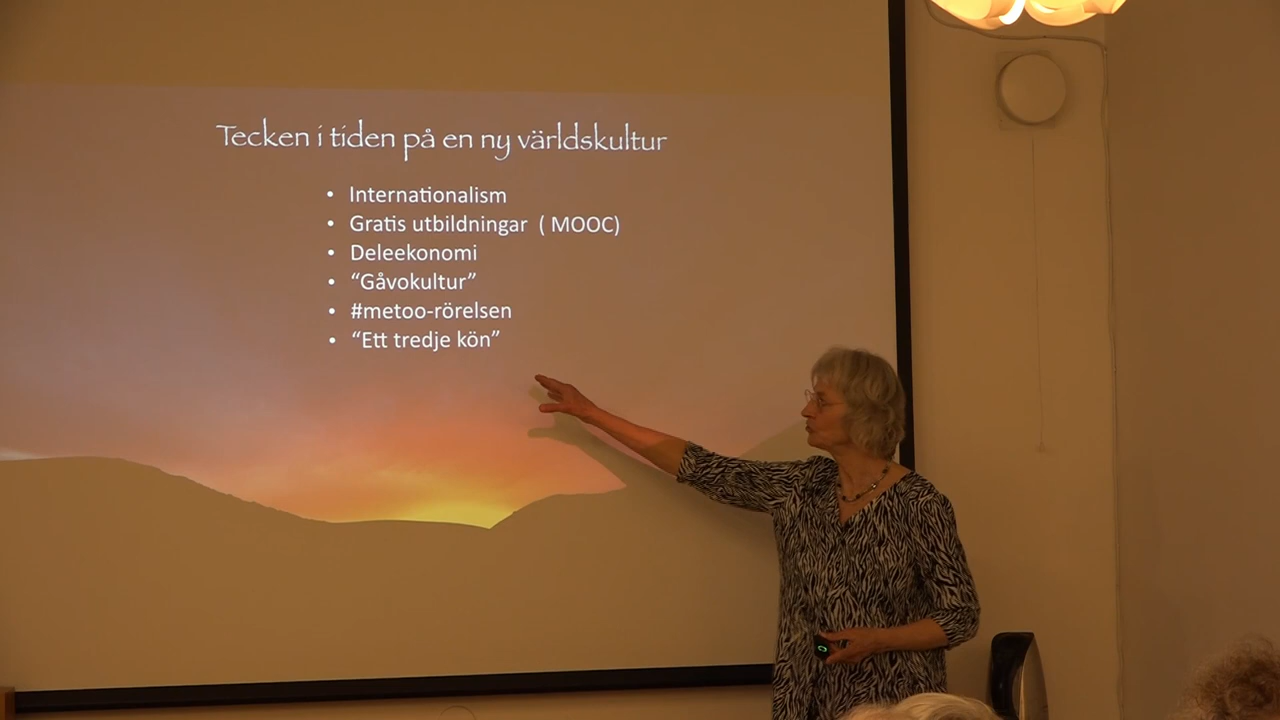 Tecken i tiden på en ny världskultur
• Internationalism
• Gratis utbildningar ( MOOC)
• Deleekonomi
• “Gåvokultur”
• #metoo-rörelsen
• “Ett tredje kön”